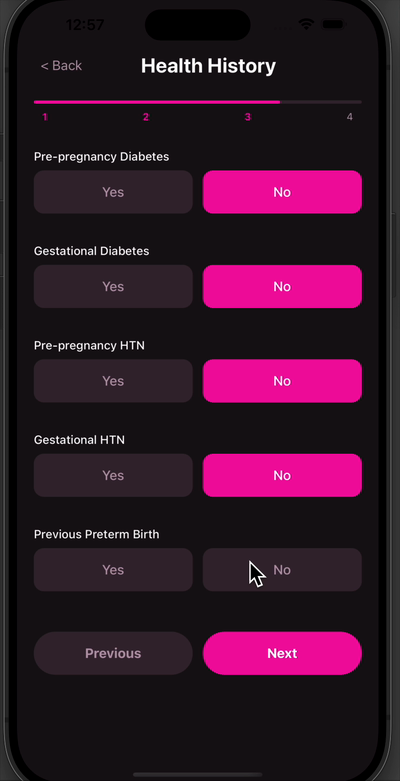 12:57
< Back
Health History
1 2 3 4
Pre-pregnancy Diabetes
Yes No
Gestational Diabetes
Yes No
Pre-pregnancy HTN
Yes No
Gestational HTN
Yes No
Previous Preterm Birth
Yes No
Previous Next